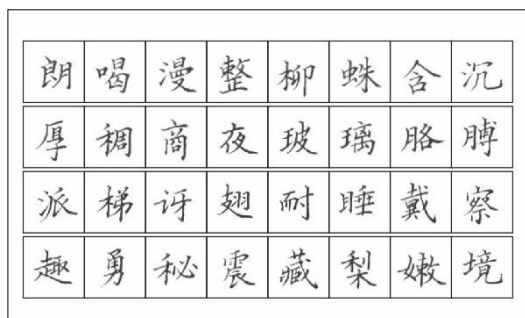 朗喝漫整柳蛛含沉
厚稠商夜玻璃胳膊
派梯讶翅耐睡戴察
趣勇秘震藏梨嫩境